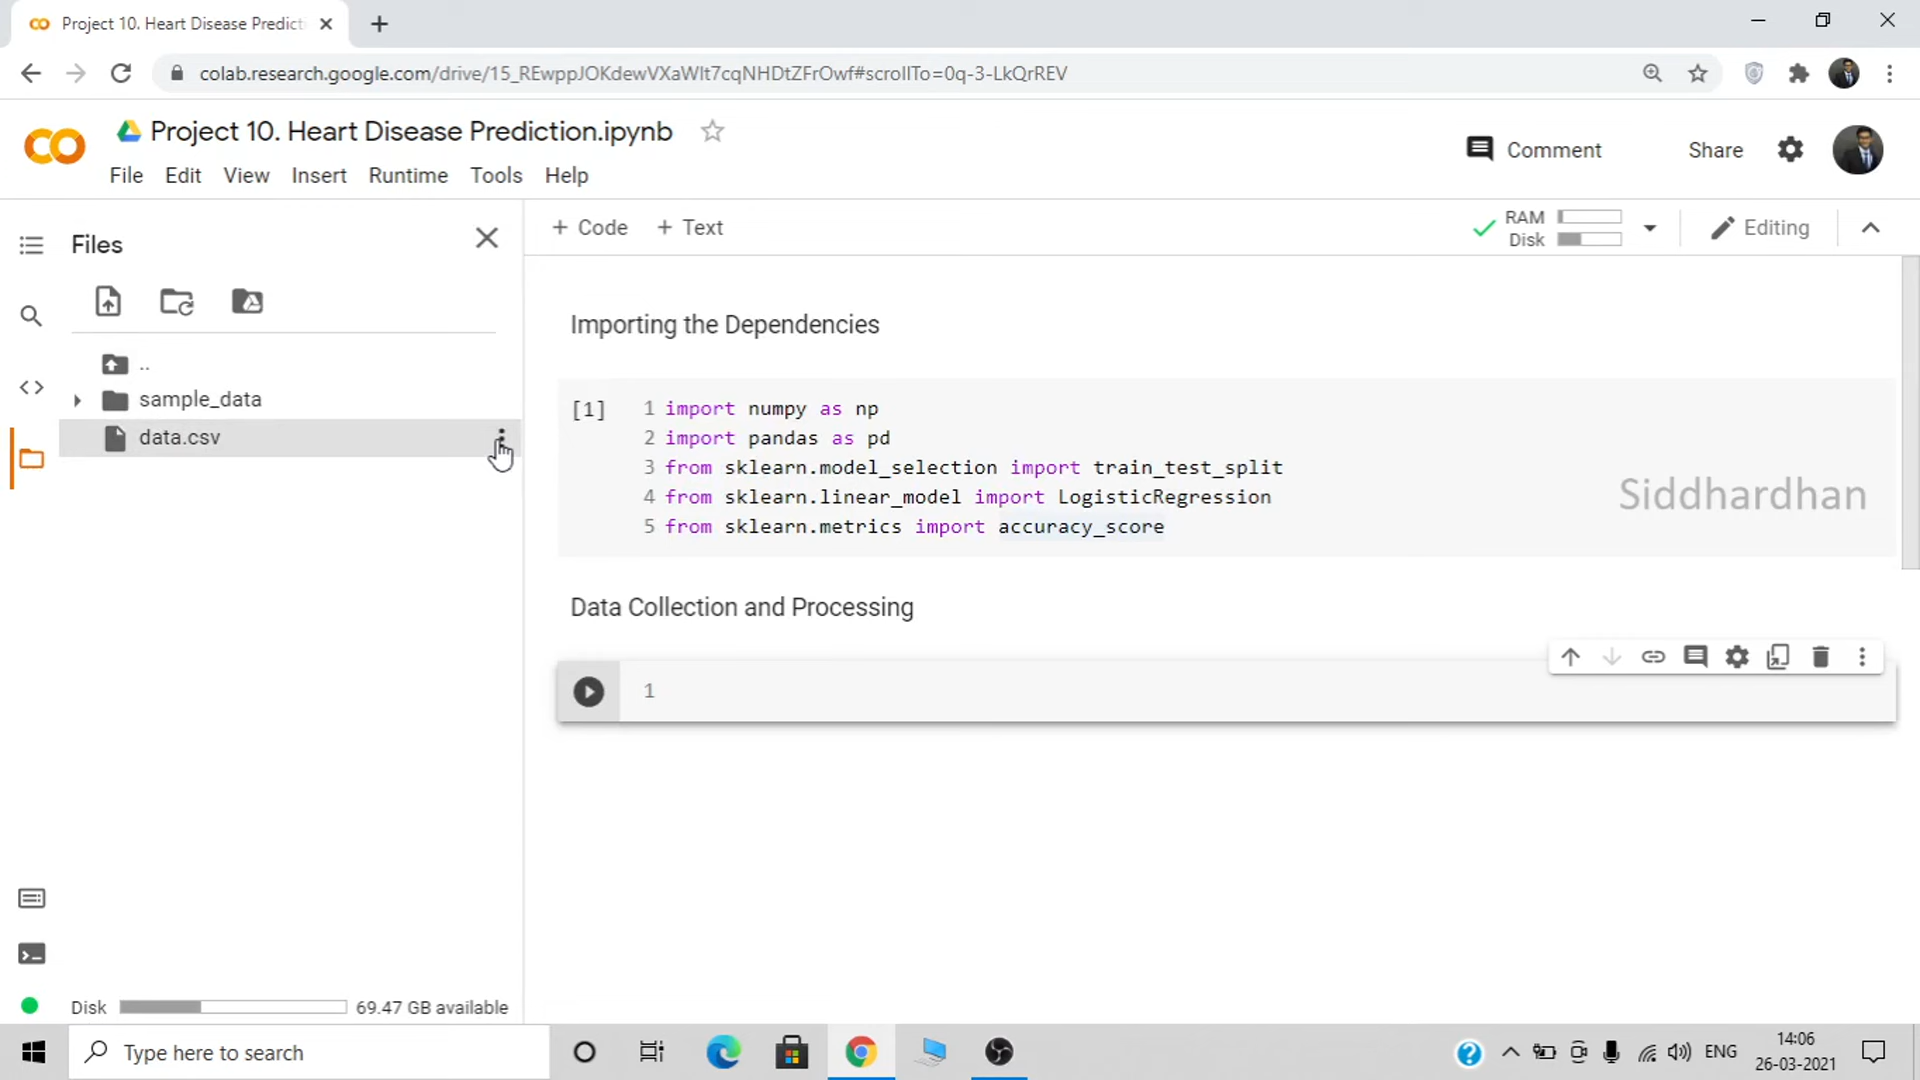 Project 10. Heart Disease Predict
colab.research.google.com/drive/15_REwppJOKdewVXaWIt7cqNHDtZFrOwf#scrollTo=0q-3-LkQrREV
Project 10. Heart Disease Prediction.ipynb
File Edit View Insert Runtime Tools Help
Comment
Share
Files
+ Code + Text
RAM
Disk
Editing
..
sample_data
data.csv
Importing the Dependencies
[1]
1 import numpy as np
2 import pandas as pd
3 from sklearn.model_selection import train_test_split
4 from sklearn.linear_model import LogisticRegression
5 from sklearn.metrics import accuracy_score
Siddhardhan
Data Collection and Processing
1
Disk 69.47 GB available
Type here to search
ENG
14:06
26-03-2021